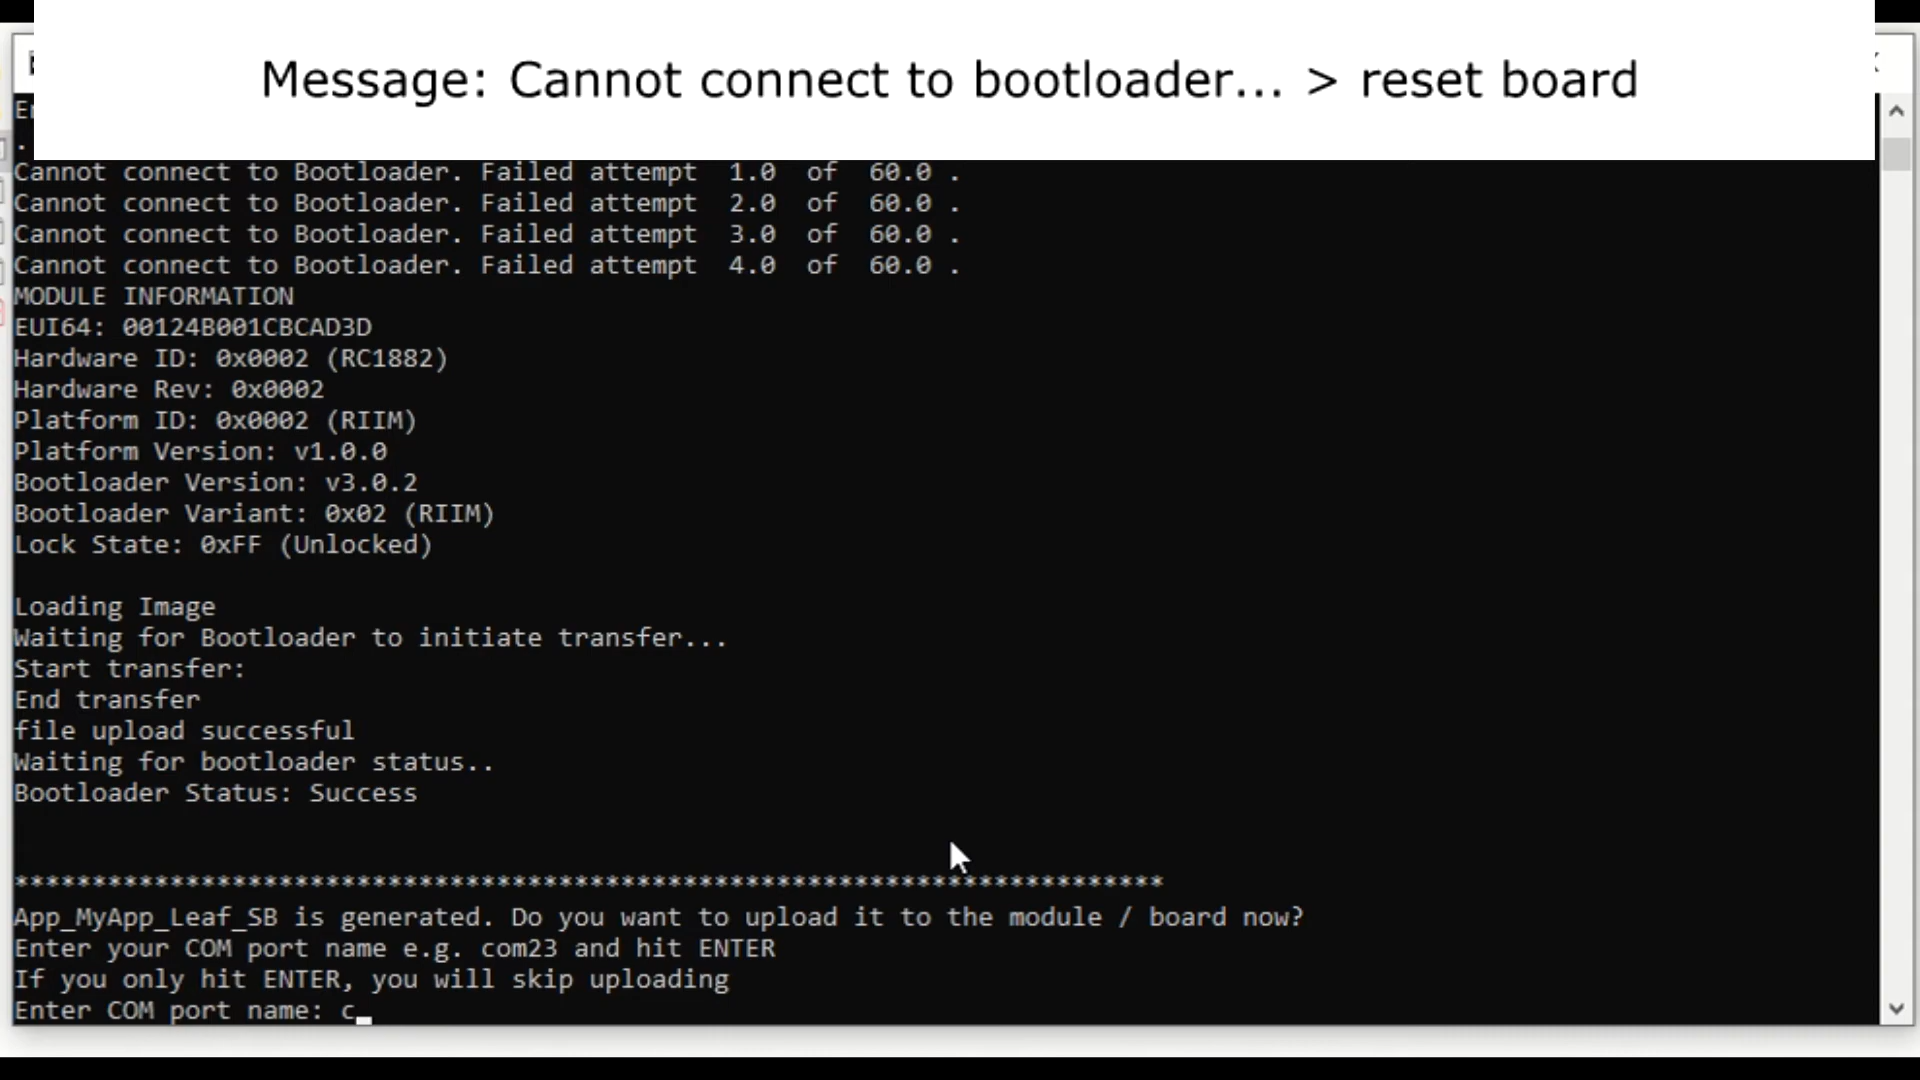 Message: Cannot connect to bootloader... > reset board
Cannot connect to Bootloader. Failed attempt  1.0  of  60.0 .
Cannot connect to Bootloader. Failed attempt  2.0  of  60.0 .
Cannot connect to Bootloader. Failed attempt  3.0  of  60.0 .
Cannot connect to Bootloader. Failed attempt  4.0  of  60.0 .
MODULE INFORMATION
EUI64: 00124B001CBCAD3D
Hardware ID: 0x0002 (RC1882)
Hardware Rev: 0x0002
Platform ID: 0x0002 (RIIM)
Platform Version: v1.0.0
Bootloader Version: v3.0.2
Bootloader Variant: 0x02 (RIIM)
Lock State: 0xFF (Unlocked)
Loading Image
Waiting for Bootloader to initiate transfer...
Start transfer:
End transfer
file upload successful
Waiting for bootloader status..
Bootloader Status: Success
**************************************************************************
App_MyApp_Leaf_SB is generated. Do you want to upload it to the module / board now?
Enter your COM port name e.g. com23 and hit ENTER
If you only hit ENTER, you will skip uploading
Enter COM port name: c_